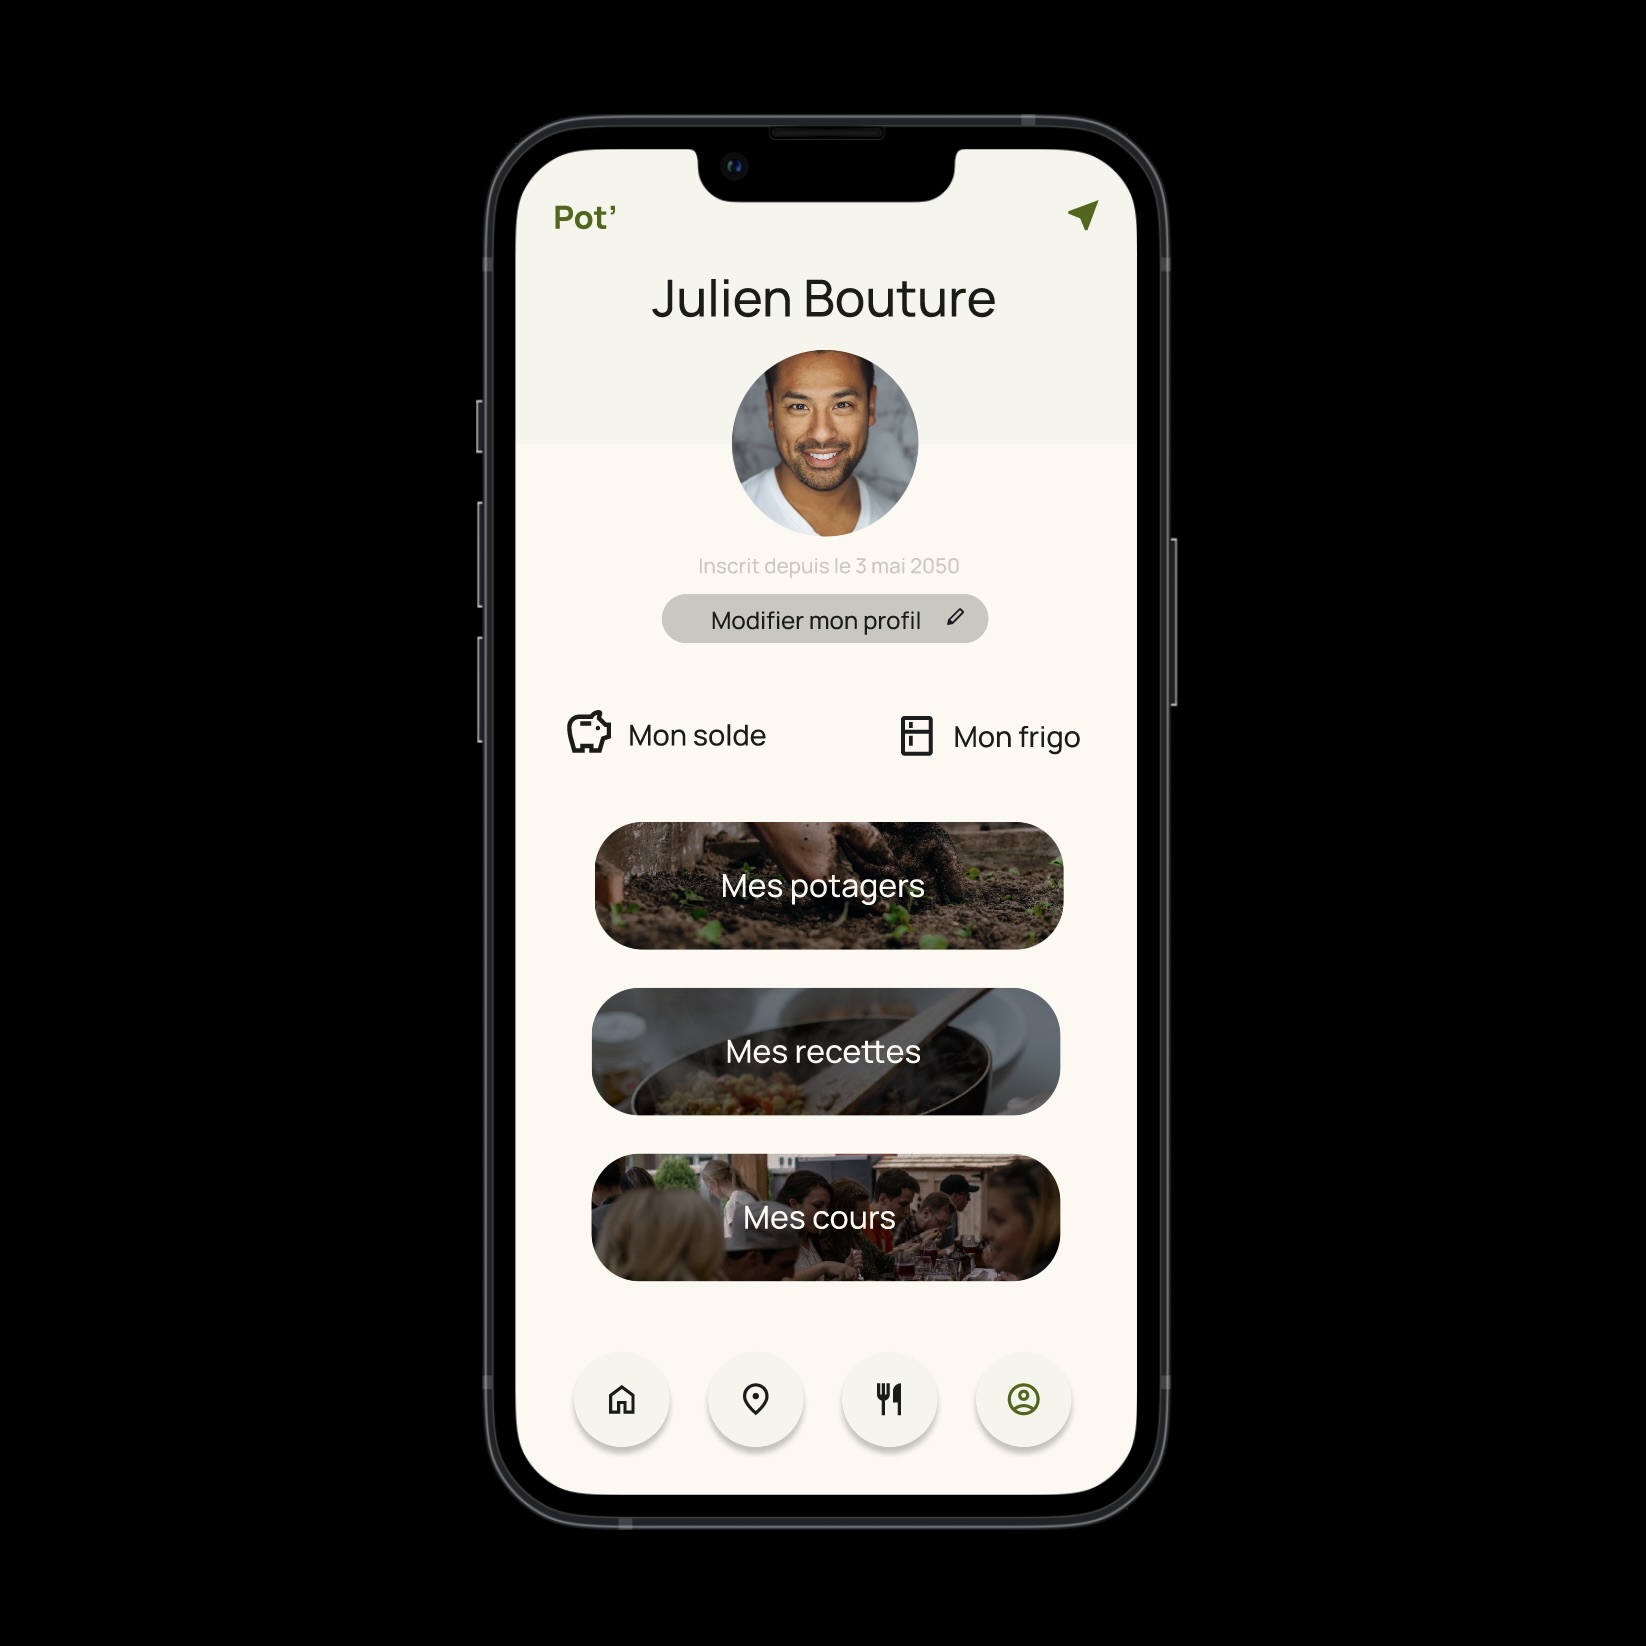 Pot’
Julien Bouture
Inscrit depuis le 3 mai 2050
Modifier mon profil
Mon solde
Mon frigo
Mes potagers
Mes recettes
Mes cours